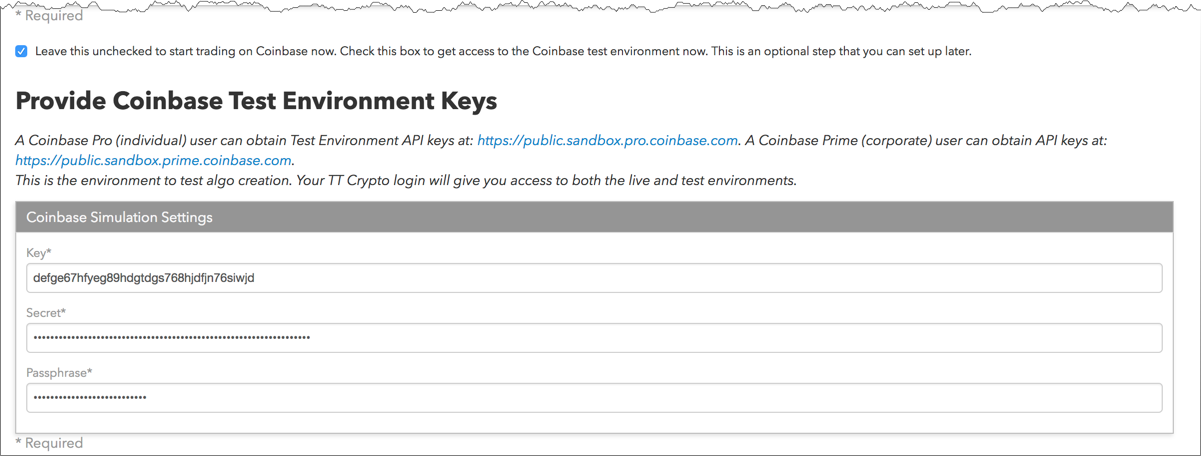 * Required
Leave this unchecked to start trading on Coinbase now. Check this box to get access to the Coinbase test environment now. This is an optional step that you can set up later.
Provide Coinbase Test Environment Keys
A Coinbase Pro (individual) user can obtain Test Environment API keys at: https://public.sandbox.pro.coinbase.com. A Coinbase Prime (corporate) user can obtain API keys at:
https://public.sandbox.prime.coinbase.com.
This is the environment to test algo creation. Your TT Crypto login will give you access to both the live and test environments.
Coinbase Simulation Settings
Key*
defge67hfyeg89hdgtdgs768hjdfjn76siwjd
Secret*
Passphrase*
* Required